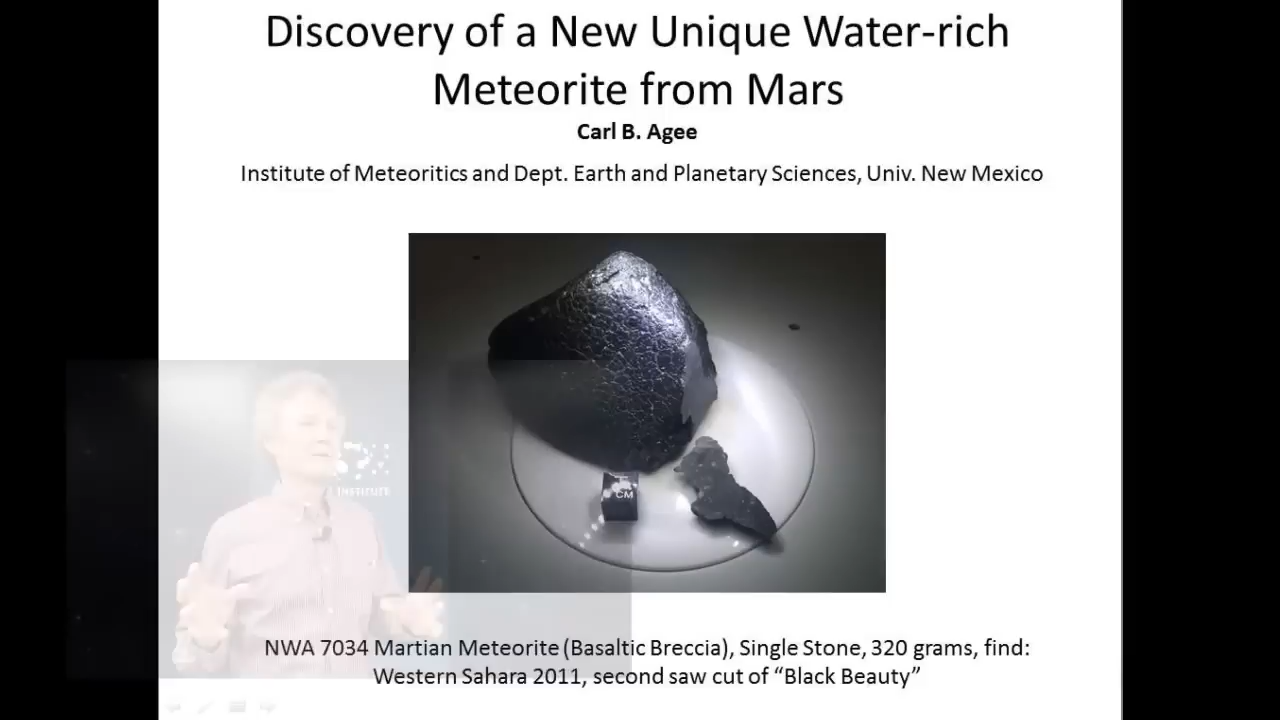 Discovery of a New Unique Water-rich
Meteorite from Mars
Carl B. Agee
Institute of Meteoritics and Dept. Earth and Planetary Sciences, Univ. New Mexico
CM
INSTITUTE
NWA 7034 Martian Meteorite (Basaltic Breccia), Single Stone, 320 grams, find:
Western Sahara 2011, second saw cut of “Black Beauty”